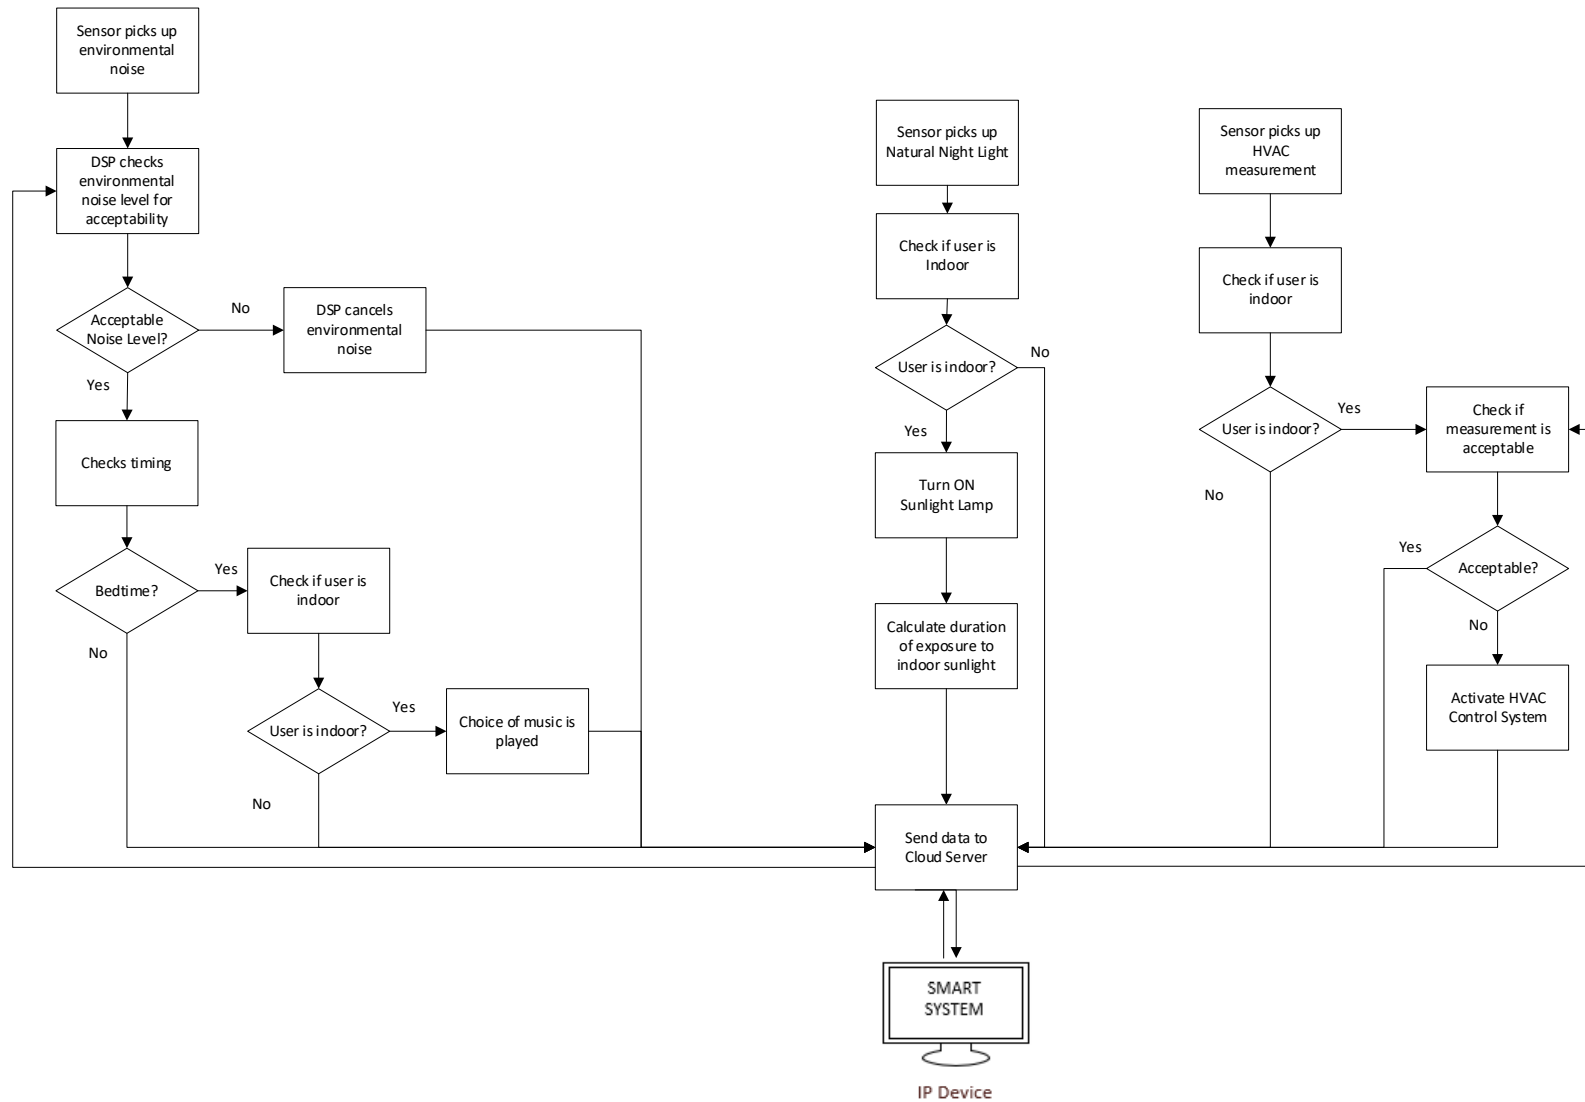 Sensor picks up
environmental
noise
DSP checks
environmental
noise level for
acceptability
Acceptable
Noise Level?
No
DSP cancels
environmental
noise
Yes
Checks timing
Bedtime?
Yes
Check if user is
indoor
No
User is indoor?
Yes
Choice of music is
played
No
Sensor picks up
Natural Night Light
Check if user is
Indoor
User is indoor?
No
Yes
Turn ON
Sunlight Lamp
Calculate duration
of exposure to
indoor sunlight
Send data to
Cloud Server
SMART
SYSTEM
IP Device
Sensor picks up
HVAC
measurement
Check if user is
indoor
User is indoor?
Yes
No
Check if
measurement is
acceptable
Acceptable?
Yes
No
Activate HVAC
Control System